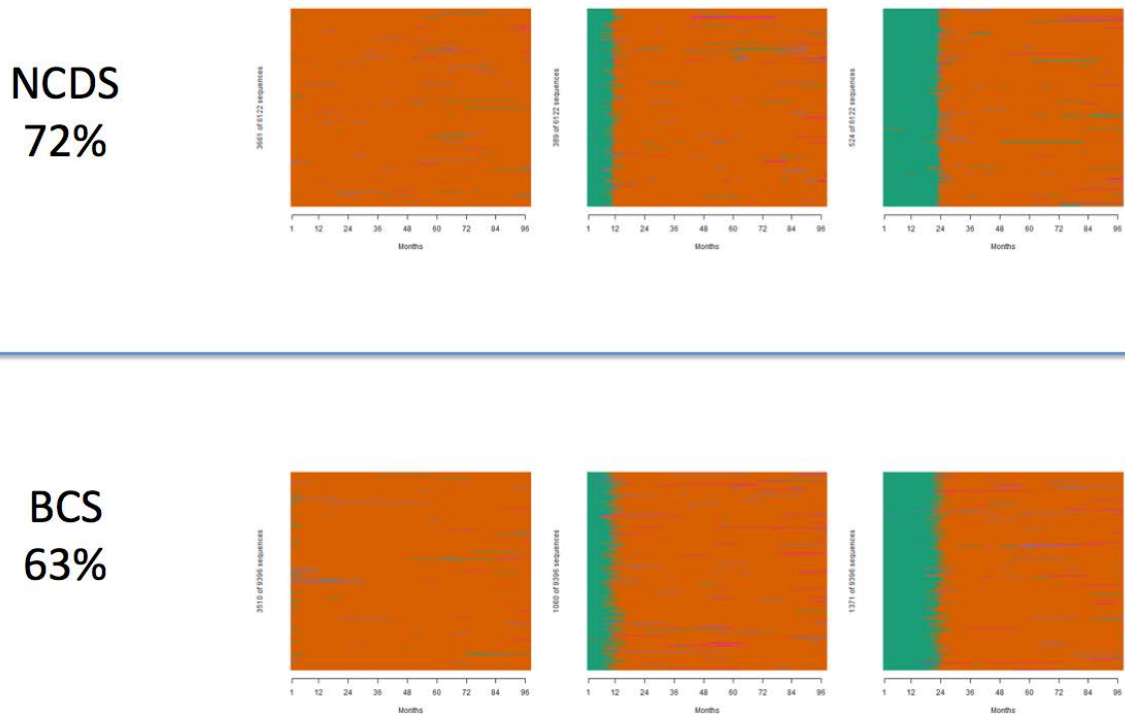 NCDS
72%
3661 of 6122 sequences
1 12 24 36 48 60 72 84 96
Months
389 of 6122 sequences
1 12 24 36 48 60 72 84 96
Months
524 of 6122 sequences
1 12 24 36 48 60 72 84 96
Months
BCS
63%
3510 of 9396 sequences
1 12 24 36 48 60 72 84 96
Months
1060 of 9396 sequences
1 12 24 36 48 60 72 84 96
Months
1371 of 9396 sequences
1 12 24 36 48 60 72 84 96
Months